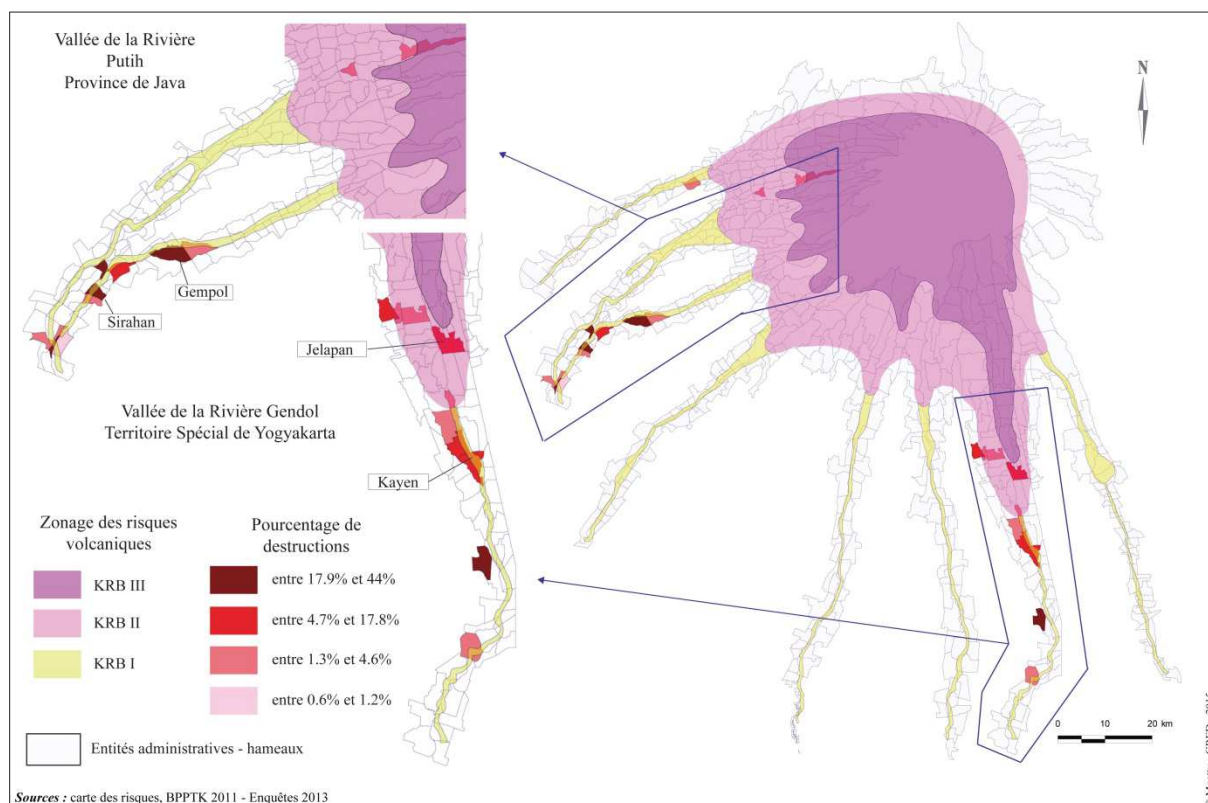 Vallée de la Rivière
Putih
Province de Java
N
Gempol
Sirahan
Jelapan
Vallée de la Rivière Gendol
Territoire Spécial de Yogyakarta
Kayen
Zonage des risques
volcaniques
KRB III
KRB II
KRB I
Pourcentage de
destructions
entre 17.9% et 44%
entre 4.7% et 17.8%
entre 1.3% et 4.6%
entre 0.6% et 1.2%
Entités administratives - hameaux
0 10 20 km
Sources : carte des risques, BPPTK 2011 - Enquêtes 2013